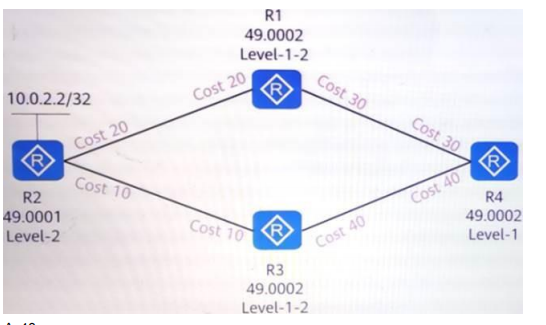 R1
49.0002
Level-1-2
Cost 20
Cost 30
10.0.2.2/32
Cost 20
Cost 30
R
R
R
R2
49.0001
Level-2
Cost 10
Cost 40
R4
49.0002
Level-1
Cost 10
R
Cost 40
R3
49.0002
Level-1-2